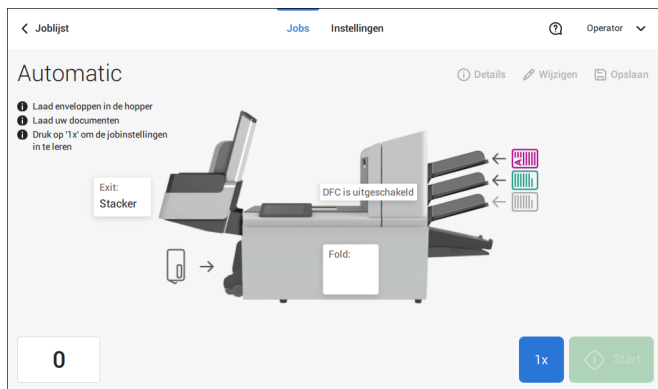 Joblijst
Jobs
Instellingen
Operator
Automatic
Details
Wijzigen
Opslaan
Laad enveloppen in de hopper
Laad uw documenten
Druk op '1x' om de jobinstellingen
in te leren
Exit:
Stacker
DFC is uitgeschakeld
Fold:
0
1x
Start